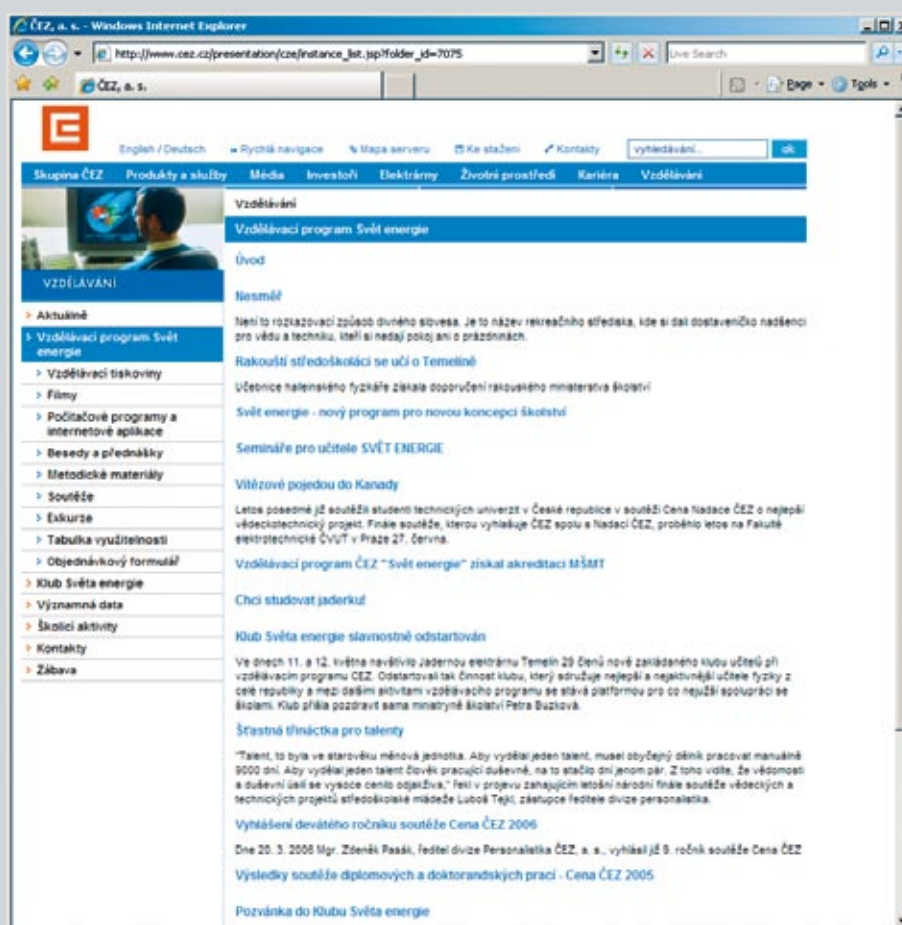 ČEZ, a. s. - Windows Internet Explorer
http://www.cez.cz/presentation/cze/instance_list.jsp?folder_id=7075
Live Search
ČEZ, a. s.
Page
Tools
English / Deutsch
Rychlá navigace
Mapa serveru
Ke stažení
Kontakty
vyhledávání...
ok
Skupina ČEZ Produkty a služby Média Investoři Elektrárny Životní prostředí Kariéra Vzdělávání
VZDĚLÁVÁNÍ
Aktuálně
Vzdělávací program Svět
energie
Vzdělávací tiskoviny
Filmy
Počítačové programy a
internetové aplikace
Besedy a přednášky
Metodické materiály
Soutěže
Exkurze
Tabulka využitelnosti
Objednávkový formulář
Klub Světa energie
Významná data
Školicí aktivity
Kontakty
Zábava
Vzdělávání
Vzdělávací program Svět energie
Úvod
Nesměř
Není to rozkazovací způsob divného slovesa. Je to název rekreačního střediska, kde si dali dostaveníčko nadšenci
pro vědu a techniku, kteří si nedají pokoj ani o prázdninách.
Rakouští středoškoláci se učí o Temelíně
Učebnice halleinského fyzikáře získala doporučení rakouského ministerstva školství
Svět energie - nový program pro novou koncepci školství
Semináře pro učitele SVĚT ENERGIE
Vítězové pojedou do Kanady
Letos posedmé již soutěžili studenti technických univerzit v České republice v soutěži Cena Nadace ČEZ o nejlepší
vědeckotechnický projekt. Finále soutěže, kterou vyhlašuje ČEZ spolu s Nadací ČEZ, proběhlo letos na Fakultě
elektrotechnické ČVUT v Praze 27. června.
Vzdělávací program ČEZ "Svět energie" získal akreditaci MŠMT
Chci studovat jaderku!
Klub Světa energie slavnostně odstartován
Ve dnech 11. a 12. května navštívilo Jadernou elektrárnu Temelín 29 členů nově zakládaného klubu učitelů při
vzdělávacím programu ČEZ. Odstartovali tak činnost klubu, který sdružuje nejlepší a nejaktivnější učitele fyziky z
celé republiky a mezi dalšími aktivitami vzdělávacího programu se stává platformou pro co nejužší spolupráci se
školami. Klub přišla pozdravit sama ministryně školství Petra Buzková.
Šťastná třináctka pro talenty
"Talent, to byla ve starověku měnová jednotka. Aby vydělal jeden talent, musel obyčejný dělník pracovat manuálně
9000 dní. Aby vydělal jeden talent člověk pracující duševně, na to stačilo dní jenom pár. Z toho vidíte, že vědomosti
a duševní úsilí se vysoce cenilo odjakživa," řekl v projevu zahajujícím letošní národní finále soutěže vědeckých a
technických projektů středoškolské mládeže Luboš Tejkl, zástupce ředitele divize personalistika.
Vyhlášení devátého ročníku soutěže Cena ČEZ 2006
Dne 20. 3. 2006 Mgr. Zdeněk Pasák, ředitel divize Personalistika ČEZ, a. s., vyhlásil již 9. ročník soutěže Cena ČEZ
Výsledky soutěže diplomových a doktorandských prací - Cena ČEZ 2005
Pozvánka do Klubu Světa energie